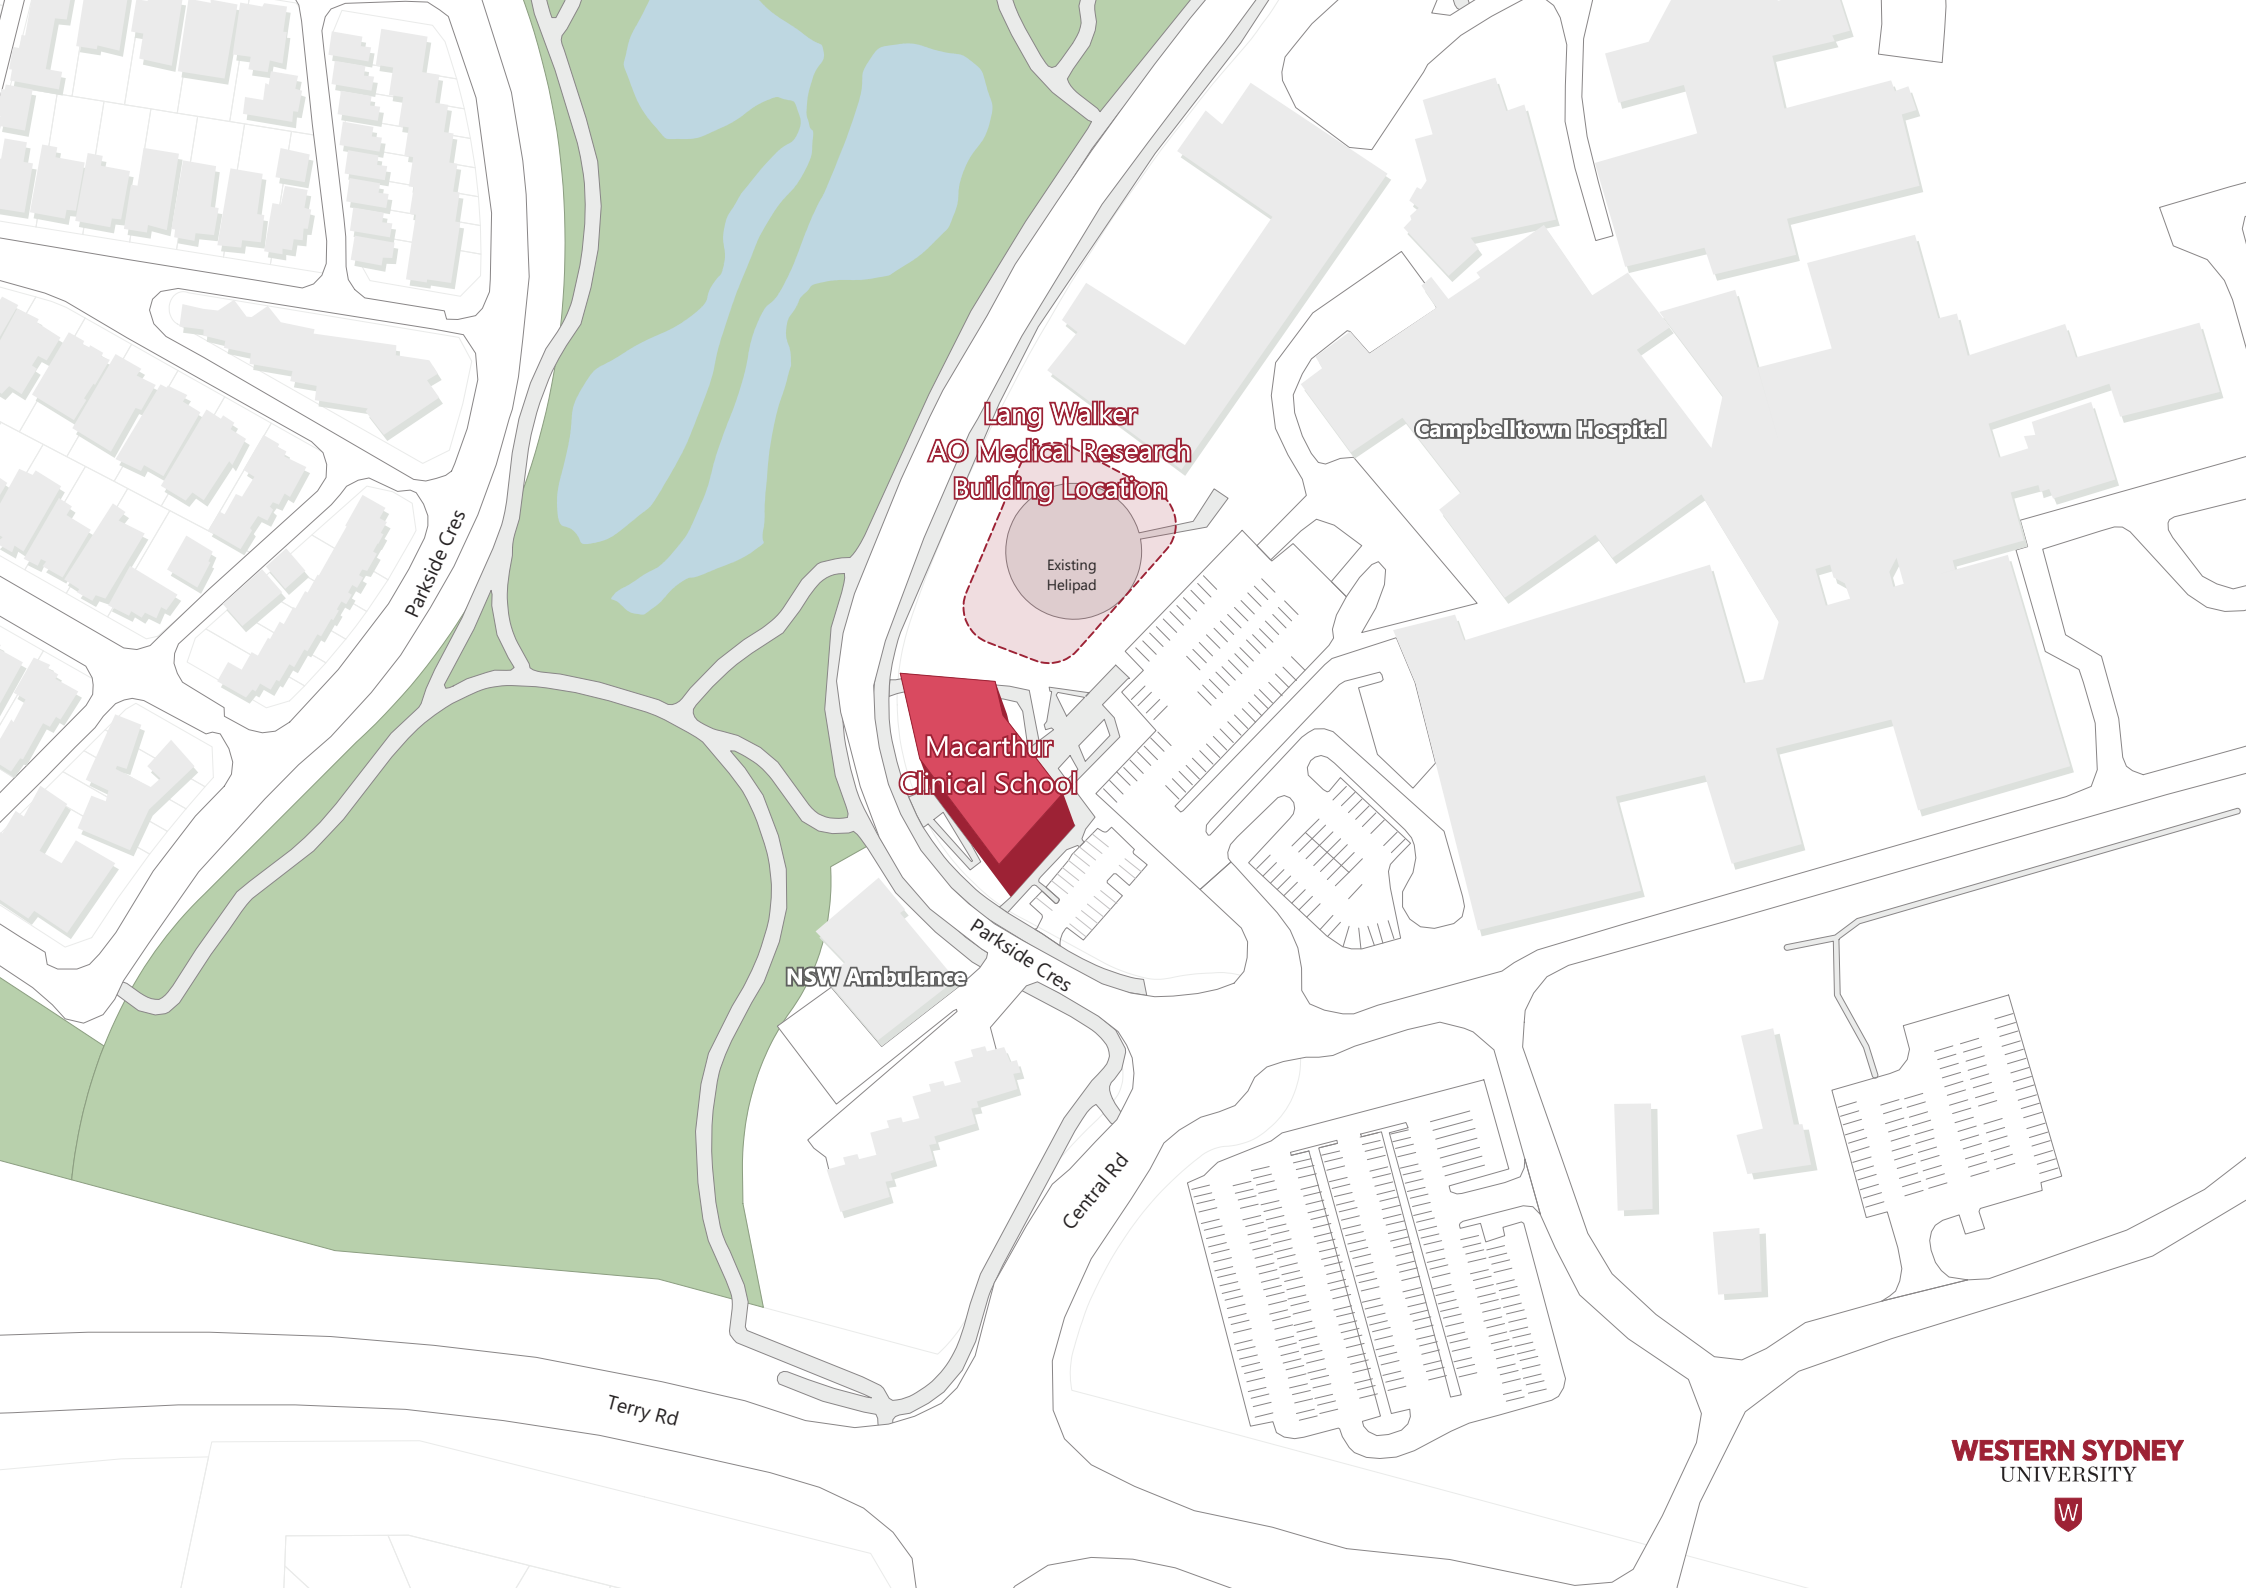 Lang Walker
AO Medical Research
Building Location
Campbelltown Hospital
Parkside Cres
Existing
Helipad
Macarthur
Clinical School
Parkside Cres
NSW Ambulance
Central Rd
Terry Rd
WESTERN SYDNEY
UNIVERSITY
W